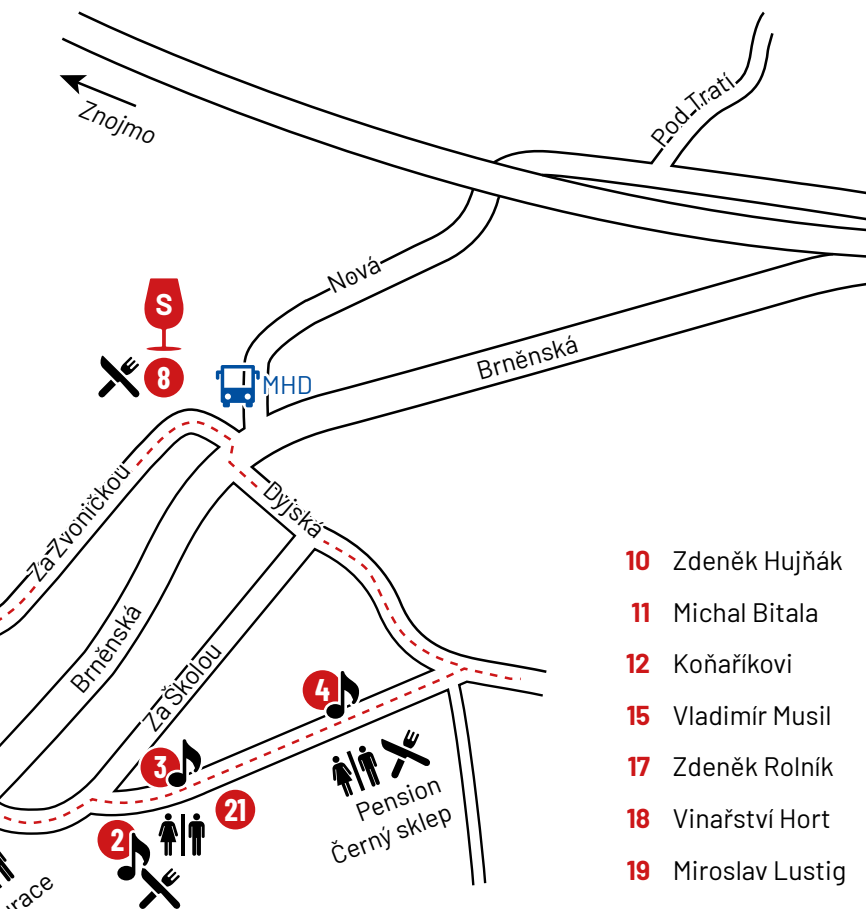 Znojmo
Pod Tratí
Nová
S
8
MHD
Brněnská
Dyjská
Za Zvoničkou
Brněnská
Za Školou
4
3
21
2
Pension
Černý sklep
10 Zdeněk Hujňák
11 Michal Bitala
12 Koňaříkovi
15 Vladimír Musil
17 Zdeněk Rolník
18 Vinařství Hort
19 Miroslav Lustig